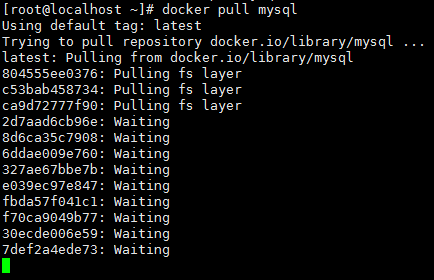 [root@localhost ~]# docker pull mysql
Using default tag: latest
Trying to pull repository docker.io/library/mysql ...
latest: Pulling from docker.io/library/mysql
804555ee0376: Pulling fs layer
c53bab458734: Pulling fs layer
ca9d72777f90: Pulling fs layer
2d7aad6cb96e: Waiting
8d6ca35c7908: Waiting
6ddae009e760: Waiting
327ae67bbe7b: Waiting
e039ec97e847: Waiting
fbda57f041c1: Waiting
f70ca9049b77: Waiting
30ecde006e59: Waiting
7def2a4ede73: Waiting